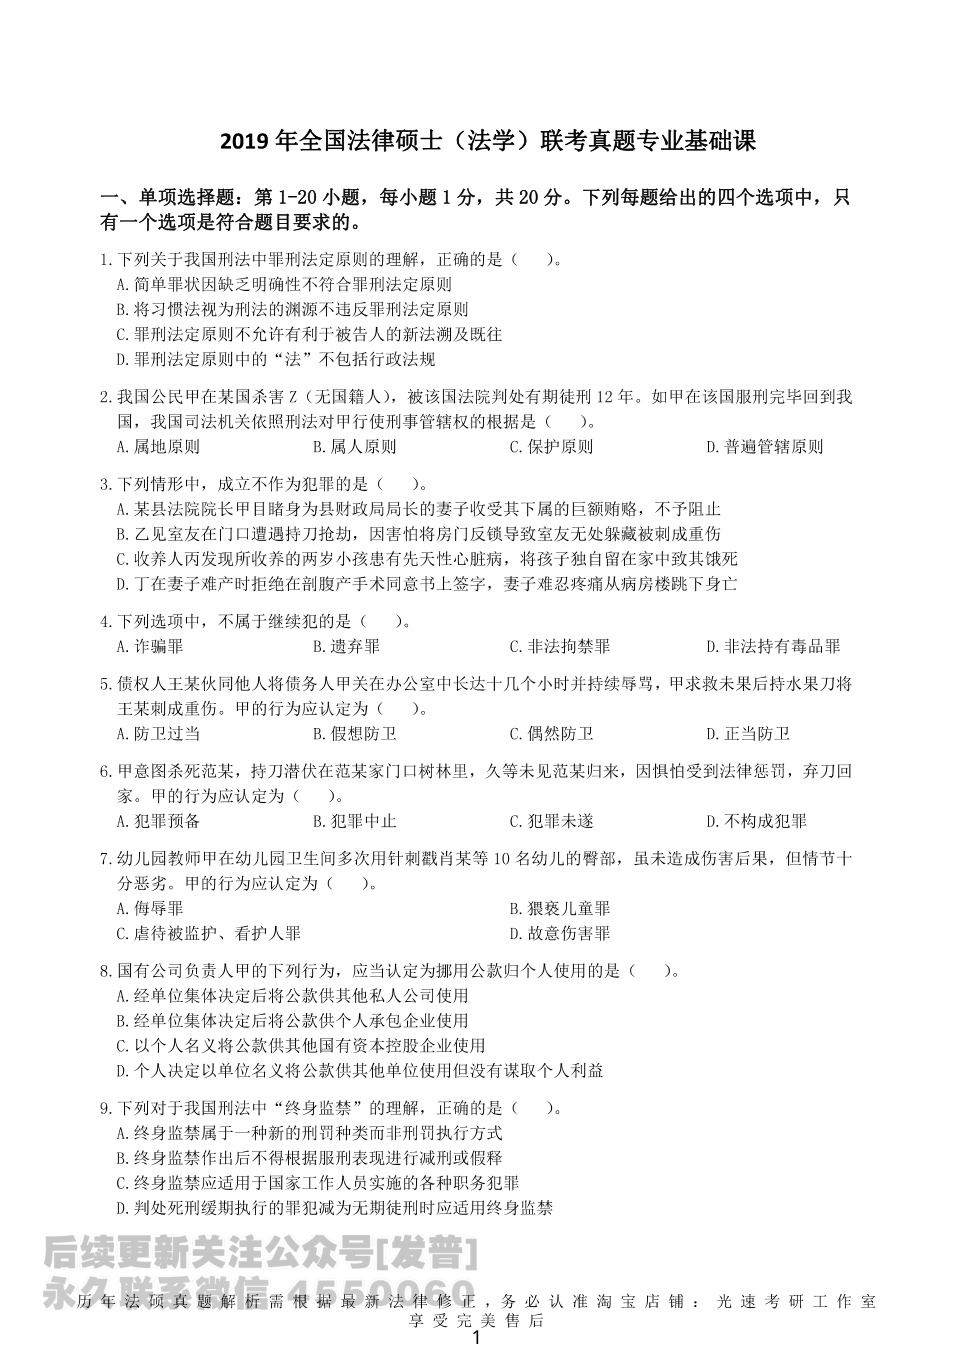 2019 年全国法律硕士（法学）联考真题专业基础课
一、单项选择题：第 1-20 小题，每小题 1 分，共 20 分。下列每题给出的四个选项中，只
有一个选项是符合题目要求的。
1.下列关于我国刑法中罪刑法定原则的理解，正确的是（ ）。
A.简单罪状因缺乏明确性不符合罪刑法定原则
B.将习惯法视为刑法的渊源不违反罪刑法定原则
C.罪刑法定原则不允许有利于被告人的新法溯及既往
D.罪刑法定原则中的“法”不包括行政法规
2.我国公民甲在某国杀害 Z（无国籍人），被该国法院判处有期徒刑 12 年。如甲在该国服刑完毕回到我
国，我国司法机关依照刑法对甲行使刑事管辖权的根据是（ ）。
A.属地原则 B.属人原则 C.保护原则 D.普遍管辖原则
3.下列情形中，成立不作为犯罪的是（ ）。
A.某县法院院长甲目睹身为县财政局局长的妻子收受其下属的巨额贿赂，不予阻止
B.乙见室友在门口遭遇持刀抢劫，因害怕将房门反锁导致室友无处躲藏被刺成重伤
C.收养人丙发现所收养的两岁小孩患有先天性心脏病，将孩子独自留在家中致其饿死
D.丁在妻子难产时拒绝在剖腹产手术同意书上签字，妻子难忍疼痛从病房楼跳下身亡
4.下列选项中，不属于继续犯的是（ ）。
A.诈骗罪 B.遗弃罪 C.非法拘禁罪 D.非法持有毒品罪
5.债权人王某伙同他人将债务人甲关在办公室中长达十几个小时并持续辱骂，甲求救未果后持水果刀将
王某刺成重伤。甲的行为应认定为（ ）。
A.防卫过当 B.假想防卫 C.偶然防卫 D.正当防卫
6.甲意图杀死范某，持刀潜伏在范某家门口树林里，久等未见范某归来，因惧怕受到法律惩罚，弃刀回
家。甲的行为应认定为（ ）。
A.犯罪预备 B.犯罪中止 C.犯罪未遂 D.不构成犯罪
7.幼儿园教师甲在幼儿园卫生间多次用针刺戳肖某等 10 名幼儿的臀部，虽未造成伤害后果，但情节十
分恶劣。甲的行为应认定为（ ）。
A.侮辱罪 B.猥亵儿童罪
C.虐待被监护、看护人罪 D.故意伤害罪
8.国有公司负责人甲的下列行为，应当认定为挪用公款归个人使用的是（ ）。
A.经单位集体决定后将公款供其他私人公司使用
B.经单位集体决定后将公款供个人承包企业使用
C.以个人名义将公款供其他国有资本控股企业使用
D.个人决定以单位名义将公款供其他单位使用但没有谋取个人利益
9.下列对于我国刑法中“终身监禁”的理解，正确的是（ ）。
A.终身监禁属于一种新的刑罚种类而非刑罚执行方式
B.终身监禁作出后不得根据服刑表现进行减刑或假释
C.终身监禁应适用于国家工作人员实施的各种职务犯罪
D.判处死刑缓期执行的罪犯减为无期徒刑时应适用终身监禁
后续更新关注公众号[发普]
永久联系微信 4550060
历年法硕真题解析需根据最新法律修正,务必认准淘宝店铺：光速考研工作室
享受完美售后
1